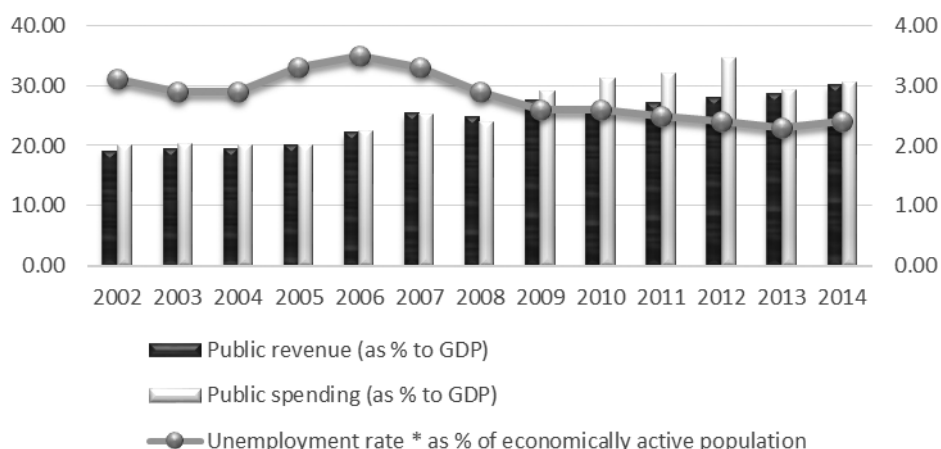 40.00 4.00
30.00 3.00
20.00 2.00
10.00 1.00
0.00 0.00
2002 2003 2004 2005 2006 2007 2008 2009 2010 2011 2012 2013 2014
Public revenue (as % to GDP)
Public spending (as % to GDP)
Unemployment rate * as % of economically active population